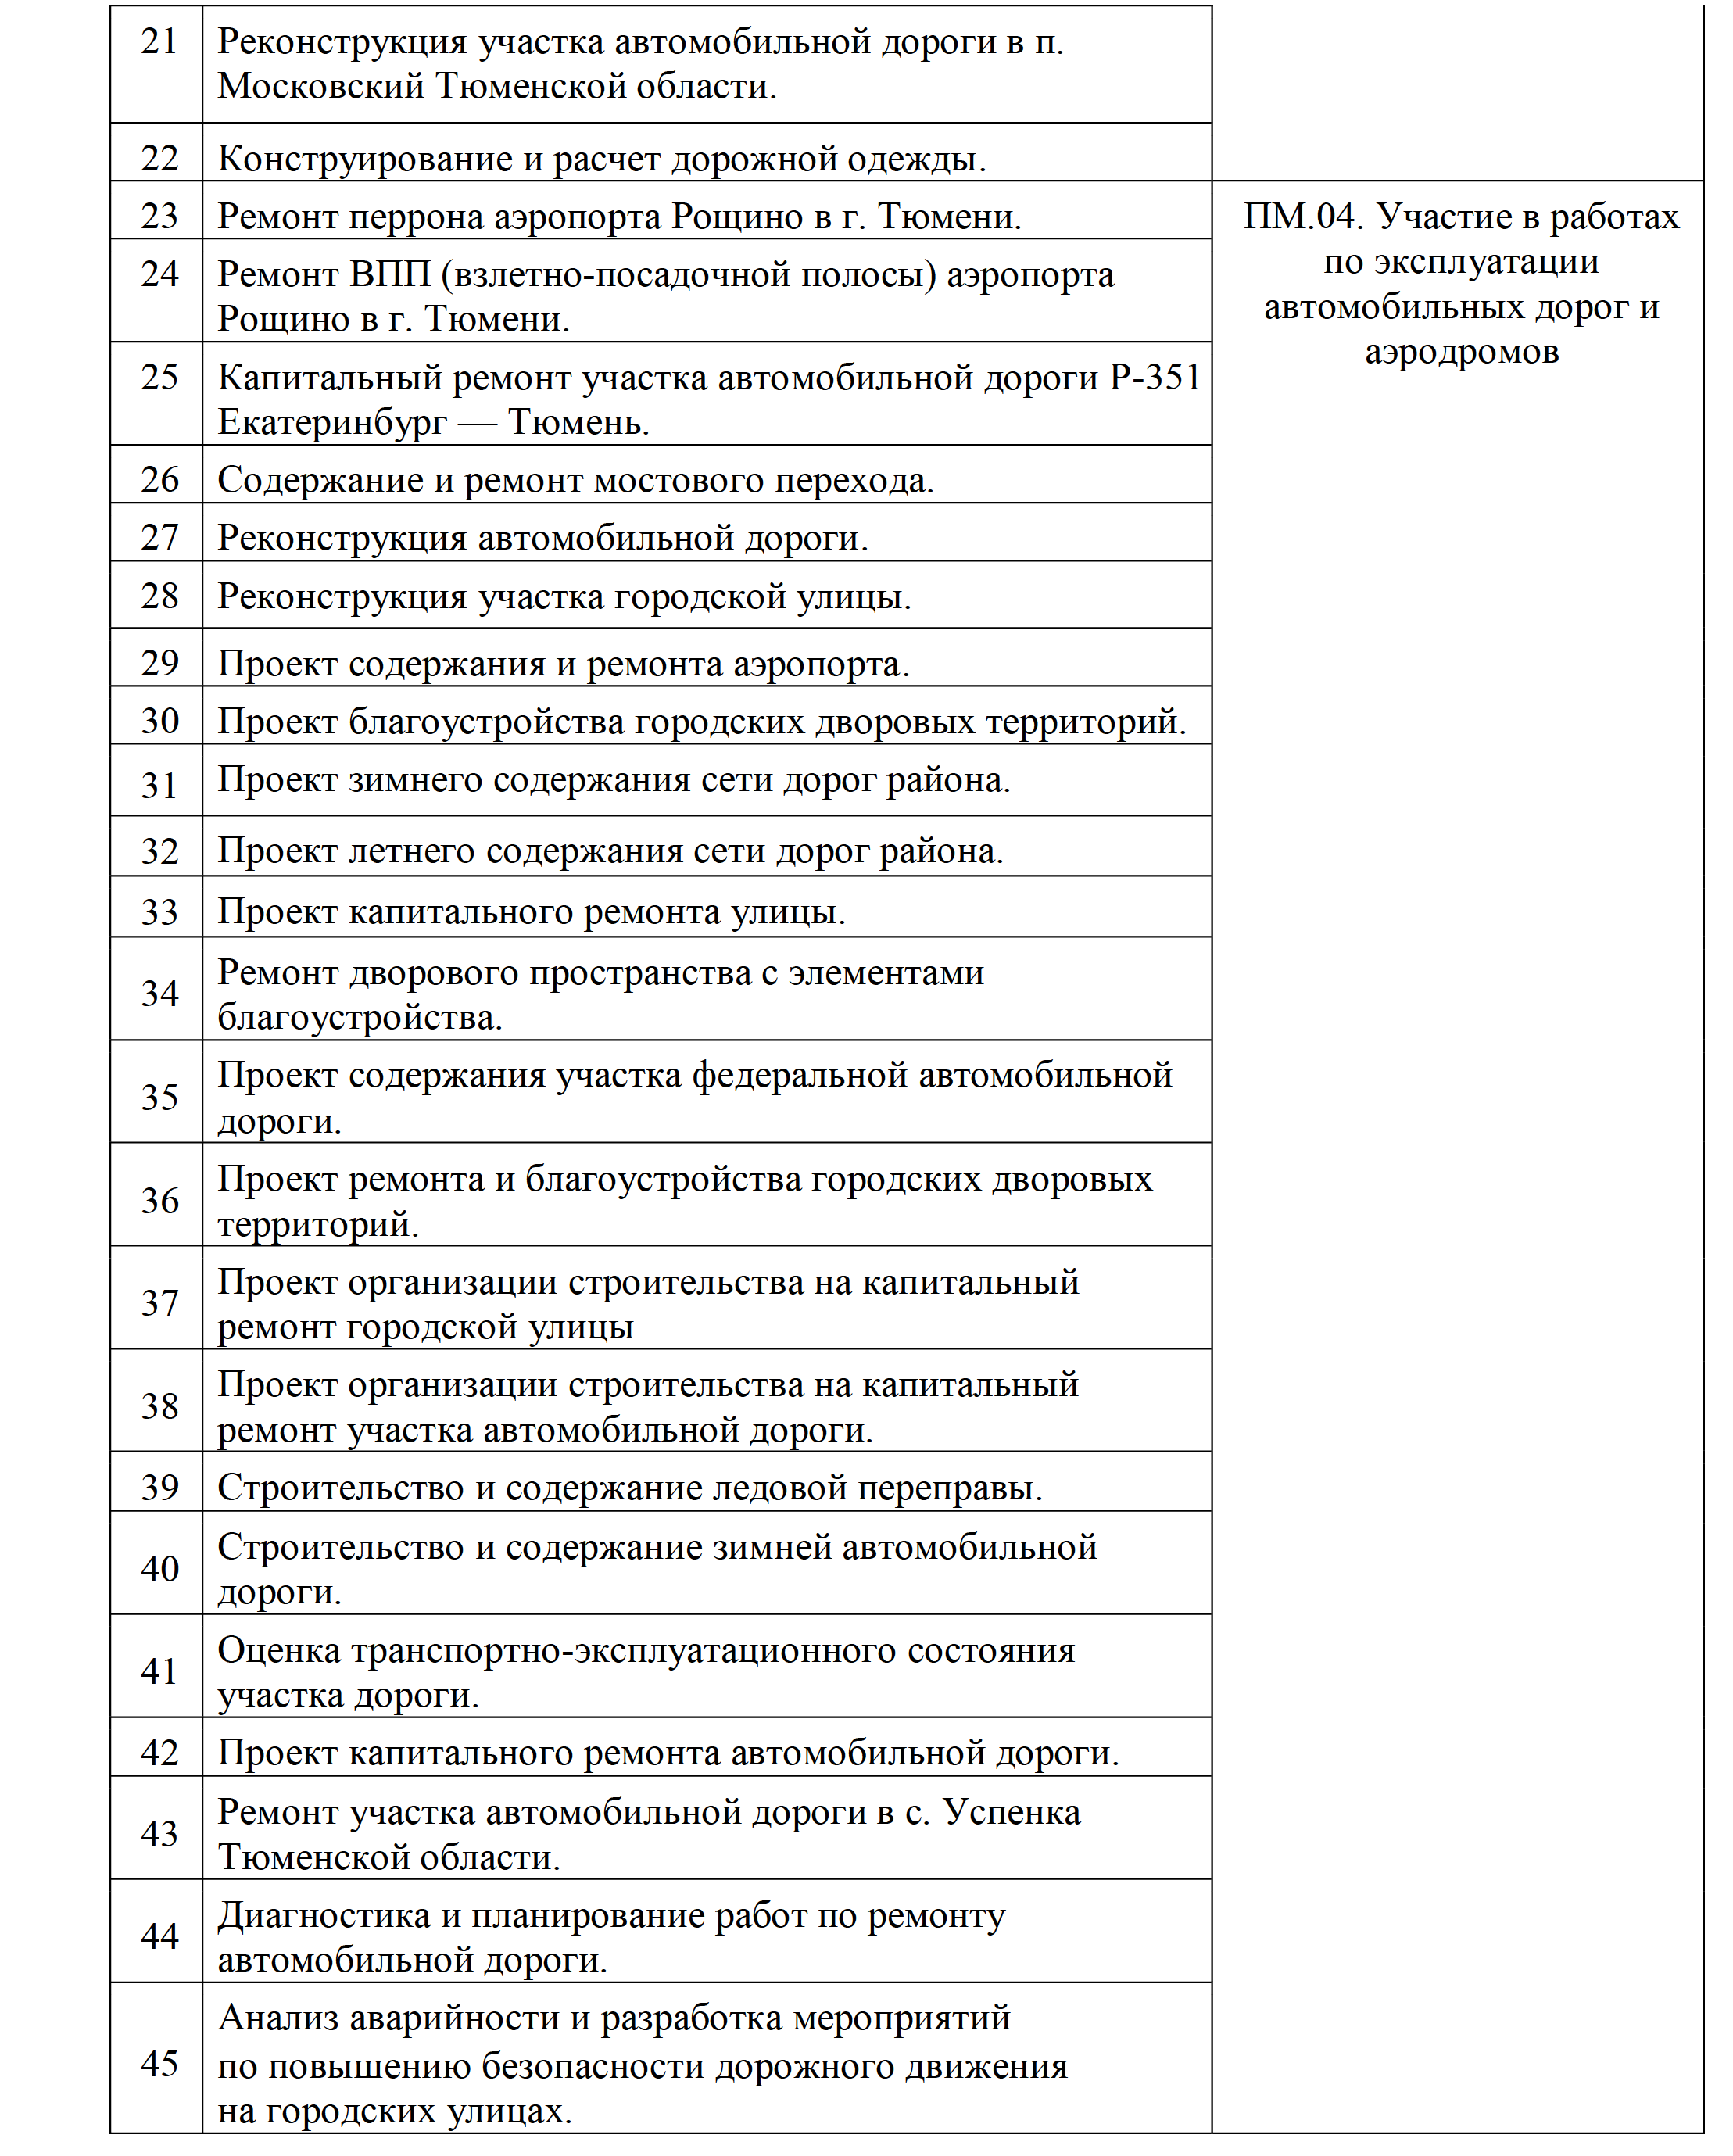 21 Реконструкция участка автомобильной дороги в п.
Московский Тюменской области.
22 Конструирование и расчет дорожной одежды.
23 Ремонт перрона аэропорта Рощино в г. Тюмени.
ПМ.04. Участие в работах
по эксплуатации
автомобильных дорог и
аэродромов
24 Ремонт ВПП (взлетно-посадочной полосы) аэропорта
Рощино в г. Тюмени.
25 Капитальный ремонт участка автомобильной дороги Р-351
Екатеринбург — Тюмень.
26 Содержание и ремонт мостового перехода.
27 Реконструкция автомобильной дороги.
28 Реконструкция участка городской улицы.
29 Проект содержания и ремонта аэропорта.
30 Проект благоустройства городских дворовых территорий.
31 Проект зимнего содержания сети дорог района.
32 Проект летнего содержания сети дорог района.
33 Проект капитального ремонта улицы.
34 Ремонт дворового пространства с элементами
благоустройства.
35 Проект содержания участка федеральной автомобильной
дороги.
36 Проект ремонта и благоустройства городских дворовых
территорий.
37 Проект организации строительства на капитальный
ремонт городской улицы
38 Проект организации строительства на капитальный
ремонт участка автомобильной дороги.
39 Строительство и содержание ледовой переправы.
40 Строительство и содержание зимней автомобильной
дороги.
41 Оценка транспортно-эксплуатационного состояния
участка дороги.
42 Проект капитального ремонта автомобильной дороги.
43 Ремонт участка автомобильной дороги в с. Успенка
Тюменской области.
44 Диагностика и планирование работ по ремонту
автомобильной дороги.
45 Анализ аварийности и разработка мероприятий
по повышению безопасности дорожного движения
на городских улицах.